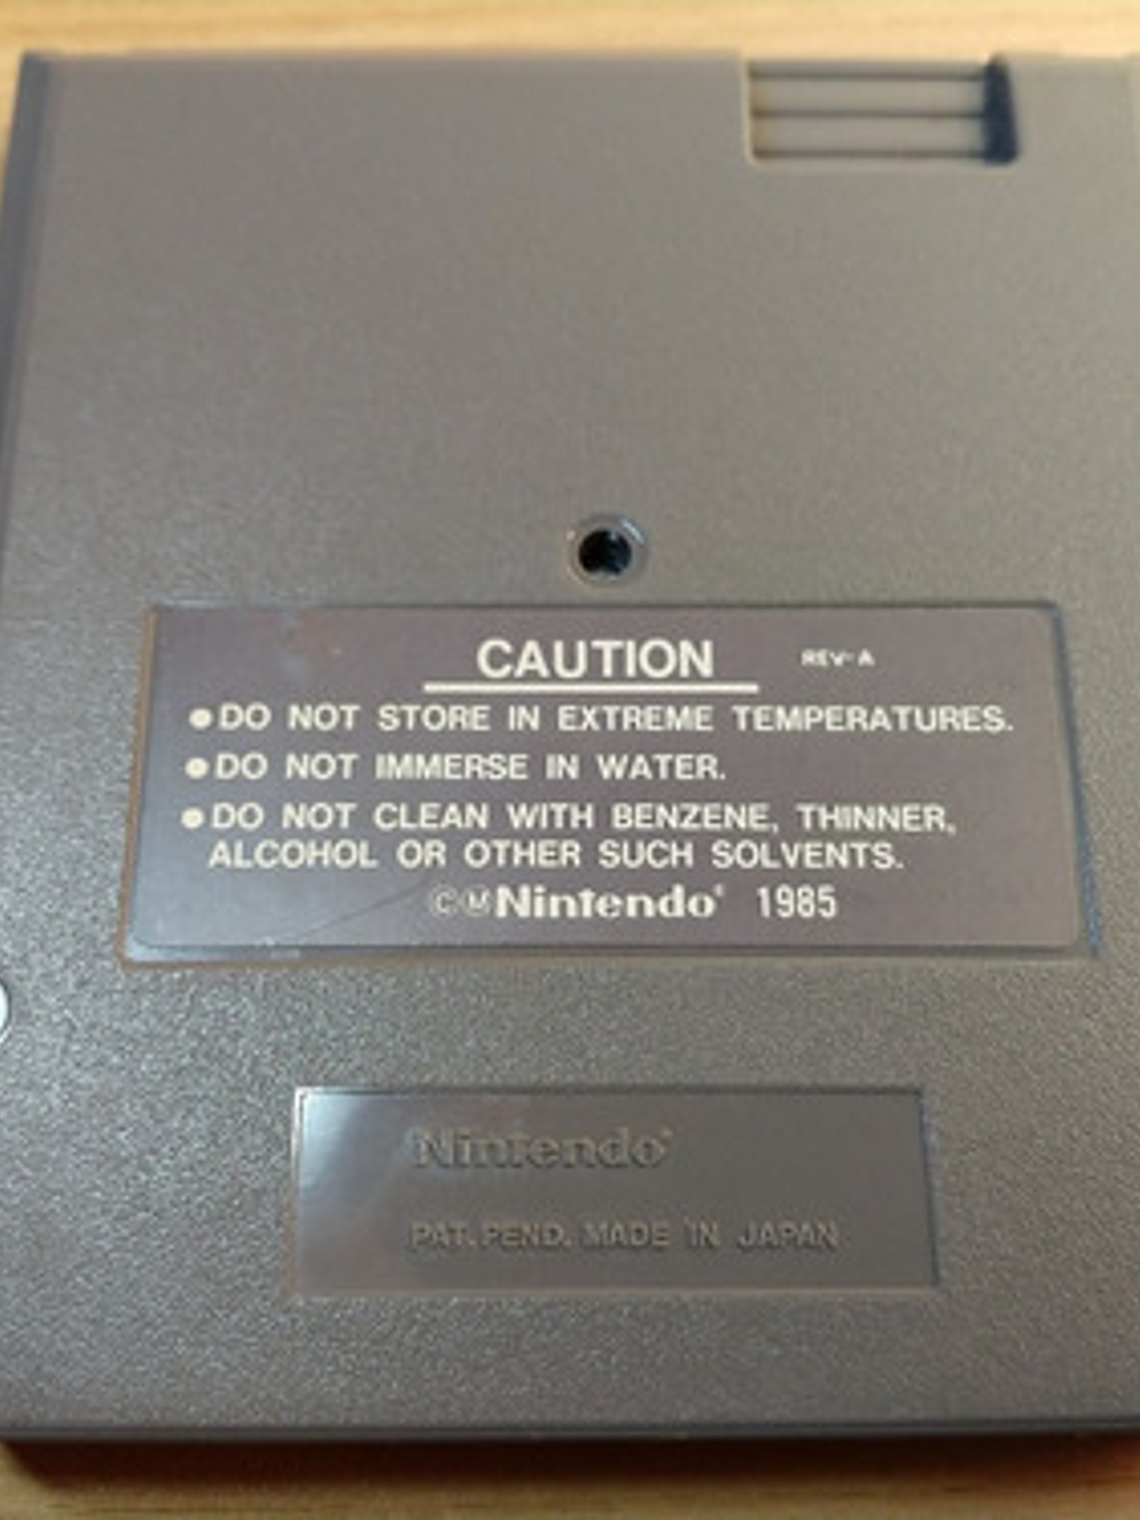 CAUTION REV-A
●DO NOT STORE IN EXTREME TEMPERATURES.
●DO NOT IMMERSE IN WATER.
●DO NOT CLEAN WITH BENZENE, THINNER,
ALCOHOL OR OTHER SUCH SOLVENTS.
©ⓂNintendo® 1985
Nintendo®
PAT. PEND. MADE IN JAPAN